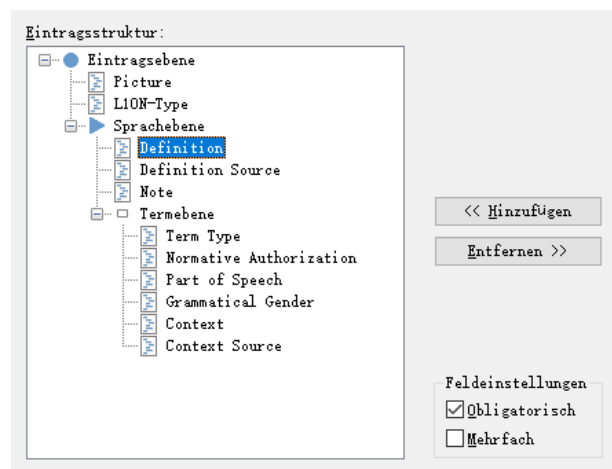 Eintragsstruktur:
Eintragsebene
Picture
L10N-Type
Sprachebene
Definition
Definition Source
Note
Termebene
Term Type
Normative Authorization
Part of Speech
Grammatical Gender
Context
Context Source
<< Hinzufügen
Entfernen >>
Feldeinstellungen
Obligatorisch
Mehrfach